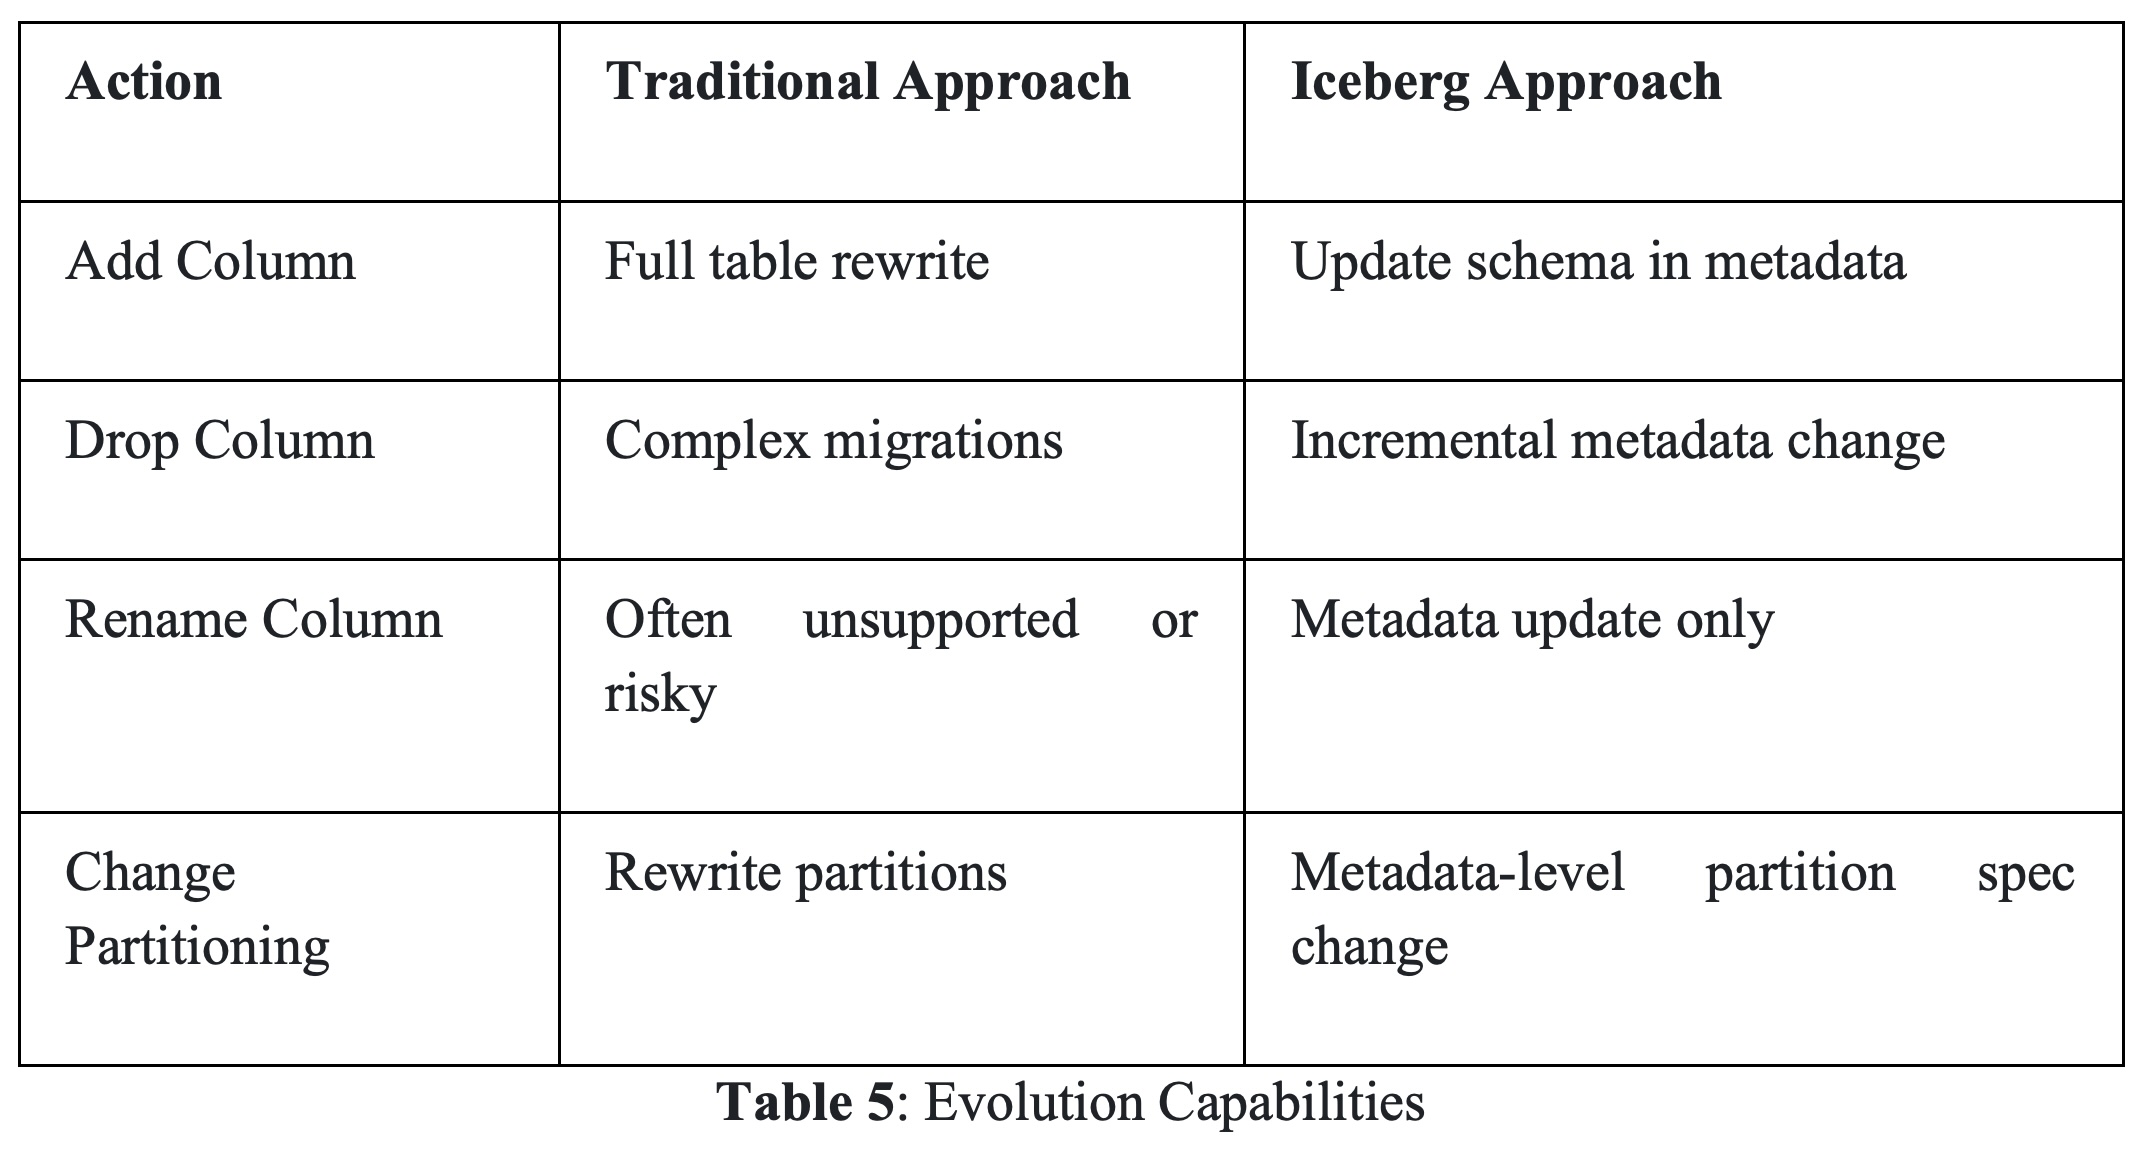 Action Traditional Approach Iceberg Approach
Add Column Full table rewrite Update schema in metadata
Drop Column Complex migrations Incremental metadata change
Rename Column Often unsupported or Metadata update only
risky
Change Rewrite partitions Metadata-level partition spec
Partitioning change
Table 5: Evolution Capabilities